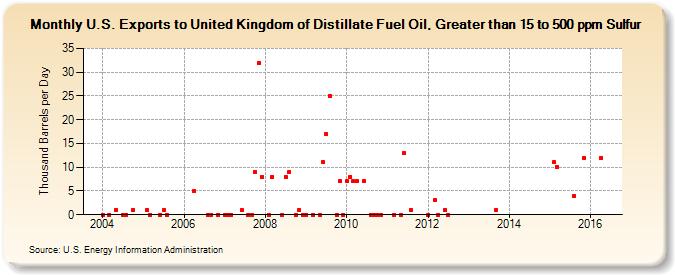 Monthly U.S. Exports to United Kingdom of Distillate Fuel Oil, Greater than 15 to 500 ppm Sulfur
Thousand Barrels per Day
35
30
25
20
15
10
5
0
2004 2006 2008 2010 2012 2014 2016
Source: U.S. Energy Information Administration